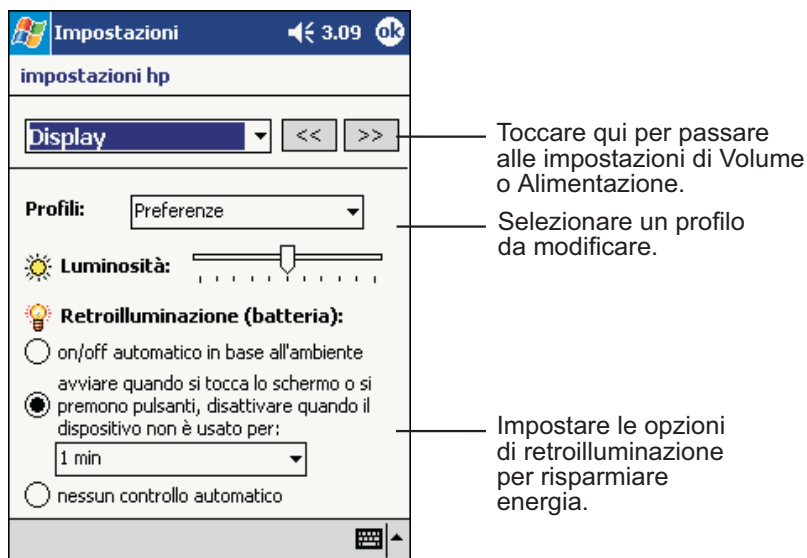 Impostazioni 3.09 ok
impostazioni hp
Display << >>
Toccare qui per passare
alle impostazioni di Volume
o Alimentazione.
Profili: Preferenze
Selezionare un profilo
da modificare.
Luminosità:
Retroilluminazione (batteria):
on/off automatico in base all'ambiente
avviare quando si tocca lo schermo o si
premono pulsanti, disattivare quando il
dispositivo non è usato per:
1 min
nessun controllo automatico
Impostare le opzioni
di retroilluminazione
per risparmiare
energia.